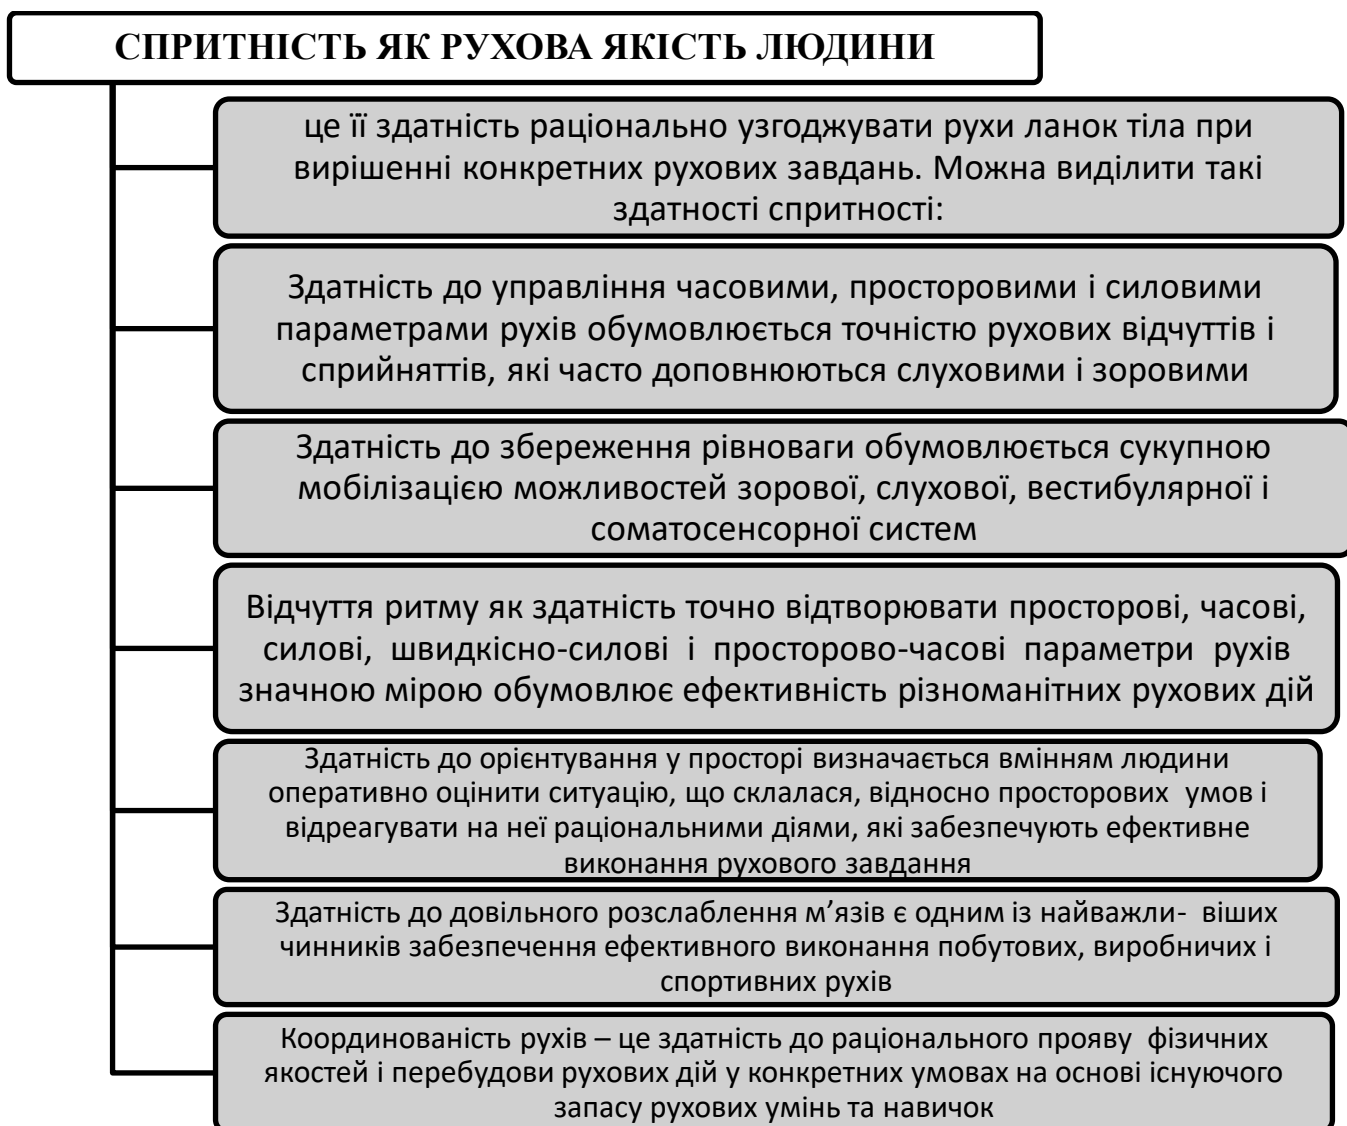 СПРИТНІСТЬ ЯК РУХОВА ЯКІСТЬ ЛЮДИНИ
це її здатність раціонально узгоджувати рухи ланок тіла при
вирішенні конкретних рухових завдань. Можна виділити такі
здатності спритності:
Здатність до управління часовими, просторовими і силовими
параметрами рухів обумовлюється точністю рухових відчуттів і
сприйняттів, які часто доповнюються слуховими і зоровими
Здатність до збереження рівноваги обумовлюється сукупною
мобілізацією можливостей зорової, слухової, вестибулярної і
соматосенсорної систем
Відчуття ритму як здатність точно відтворювати просторові, часові,
силові, швидкісно-силові і просторово-часові параметри рухів
значною мірою обумовлює ефективність різноманітних рухових дій
Здатність до орієнтування у просторі визначається вмінням людини
оперативно оцінити ситуацію, що склалася, відносно просторових умов і
відреагувати на неї раціональними діями, які забезпечують ефективне
виконання рухового завдання
Здатність до довільного розслаблення м’язів є одним із найважли- віших
чинників забезпечення ефективного виконання побутових, виробничих і
спортивних рухів
Координованість рухів – це здатність до раціонального прояву фізичних
якостей і перебудови рухових дій у конкретних умовах на основі існуючого
запасу рухових умінь та навичок